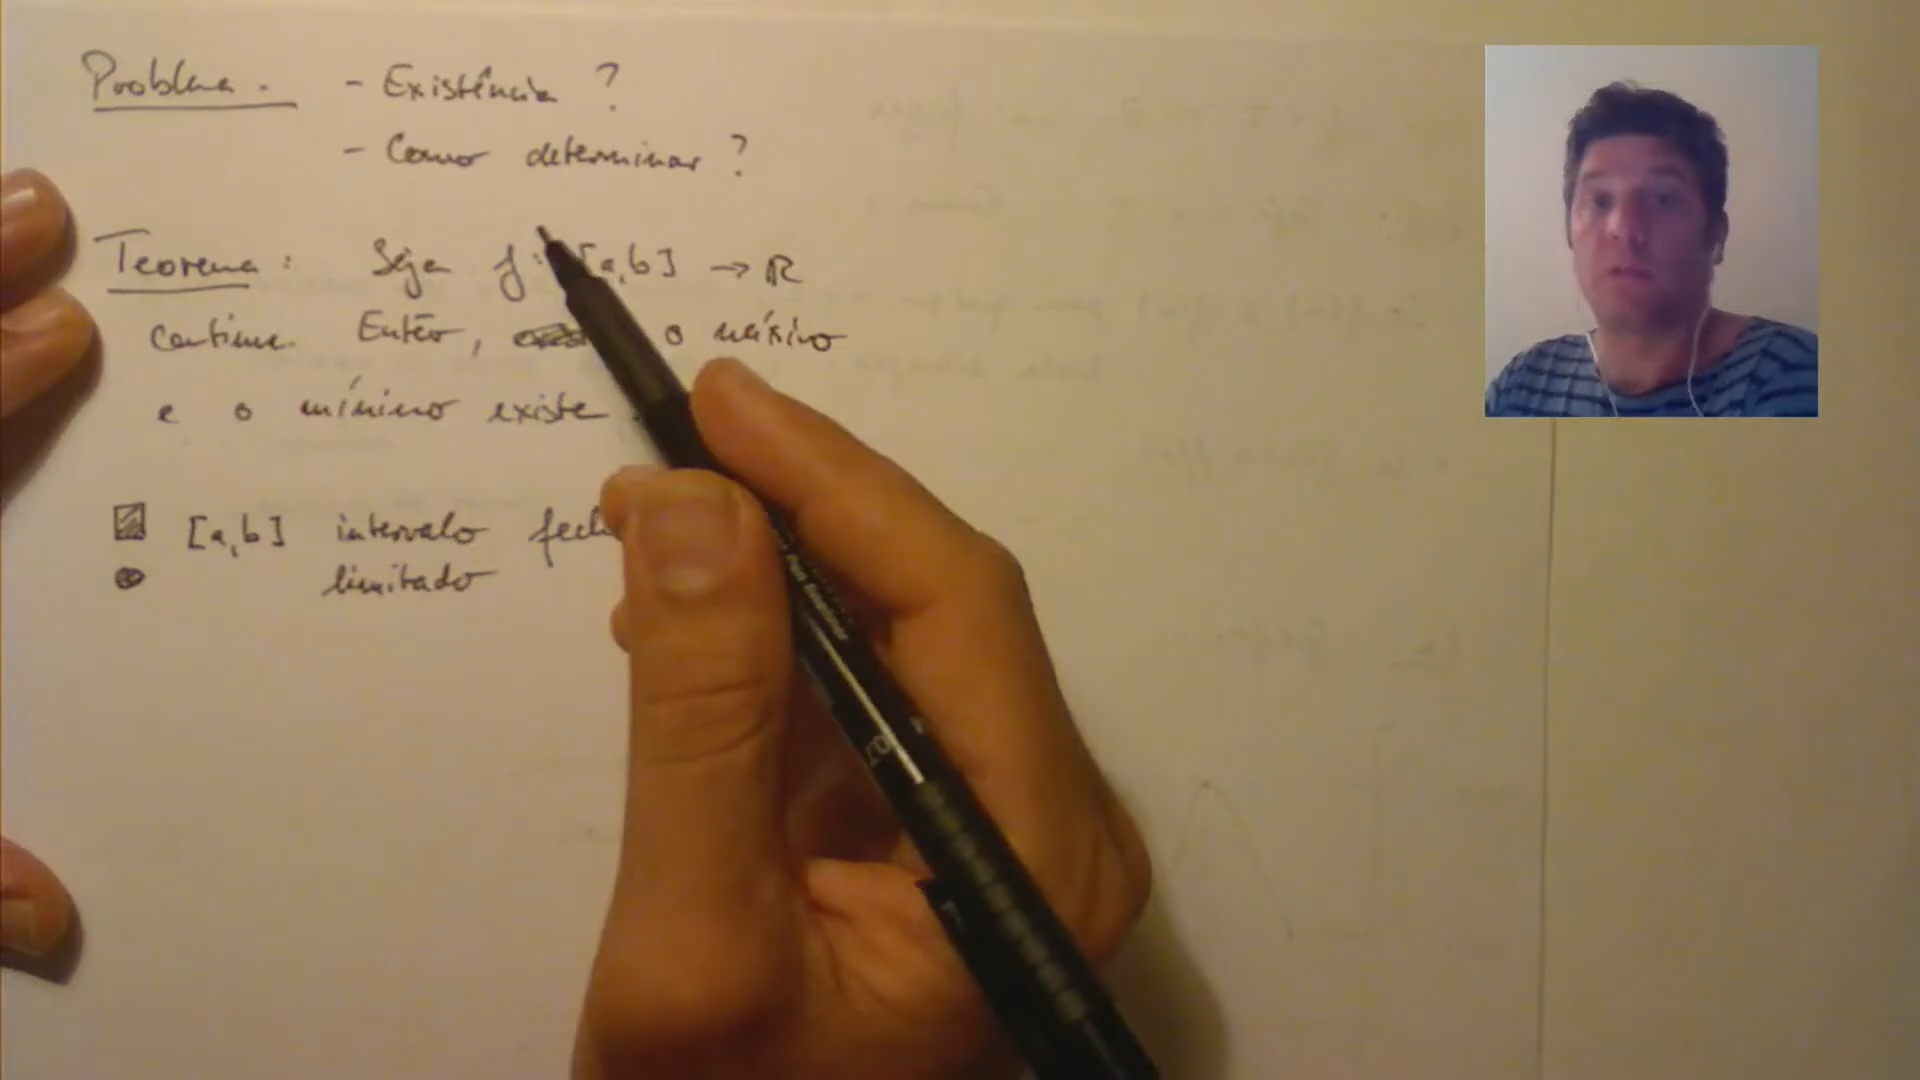 Problema. - Existência ?
- Como determinar ?
Teorema : Seja f : [a,b] → R
contínua. Então, o máximo
e o mínimo existe
[a,b] intervalo fech
limitado